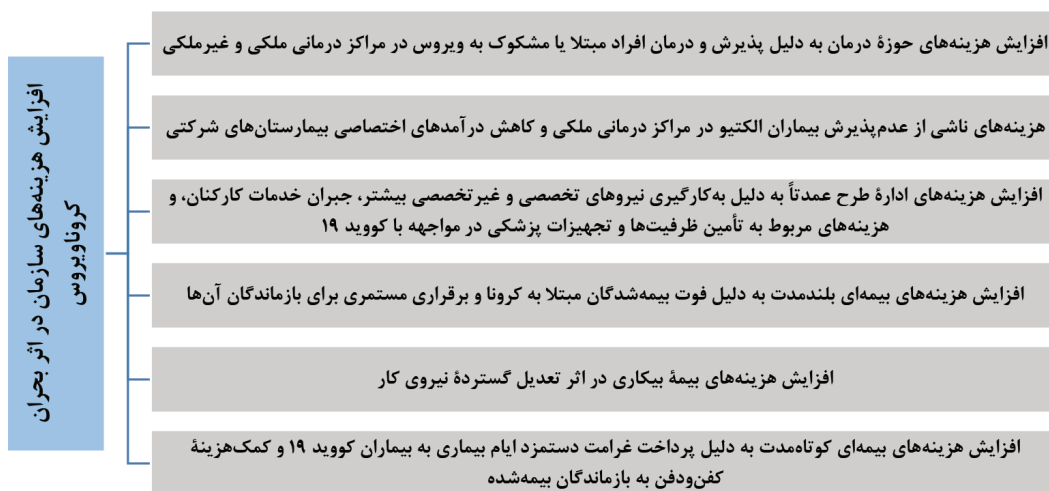 افزایش هزینه‌های سازمان در اثر بحران
کروناویروس
افزایش هزینه‌های حوزۀ درمان به دلیل پذیرش و درمان افراد مبتلا یا مشکوک به ویروس در مراکز درمانی ملکی و غیرملکی
هزینه‌های ناشی از عدم‌پذیرش بیماران الکتیو در مراکز درمانی ملکی و کاهش درآمدهای اختصاصی بیمارستان‌های شرکتی
افزایش هزینه‌های ادارۀ طرح عمدتاً به دلیل به‌کارگیری نیروهای تخصصی و غیرتخصصی بیشتر، جبران خدمات کارکنان، و
هزینه‌های مربوط به تأمین ظرفیت‌ها و تجهیزات پزشکی در مواجهه با کووید ۱۹
افزایش هزینه‌های بیمه‌ای بلندمدت به دلیل فوت بیمه‌شدگان مبتلا به کرونا و برقراری مستمری برای بازماندگان آن‌ها
افزایش هزینه‌های بیمۀ بیکاری در اثر تعدیل گستردۀ نیروی کار
افزایش هزینه‌های بیمه‌ای کوتاه‌مدت به دلیل پرداخت غرامت دستمزد ایام بیماری به بیماران کووید ۱۹ و کمک‌هزینۀ
کفن‌ودفن به بازماندگان بیمه‌شده